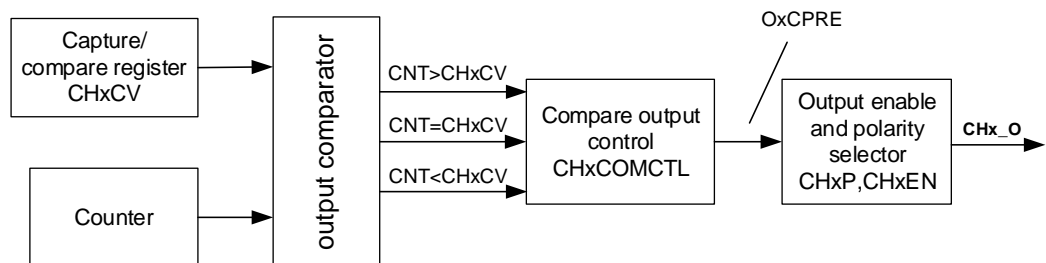 Capture/
compare register
CHxCV
Counter
output comparator
CNT>CHxCV
CNT=CHxCV
CNT<CHxCV
Compare output
control
CHxCOMCTL
OxCPRE
Output enable
and polarity
selector
CHxP,CHxEN
CHx_O